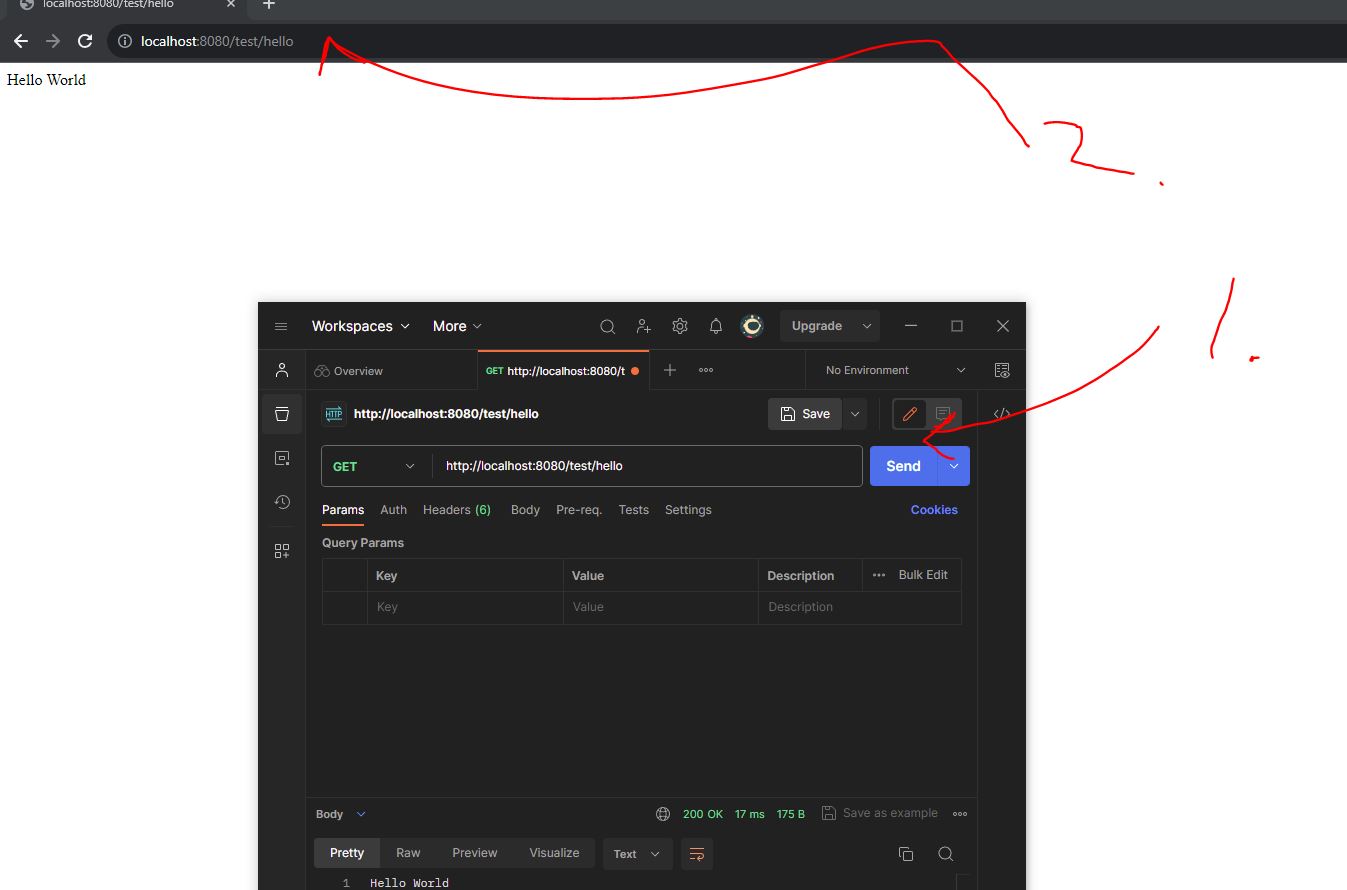 localhost:8080/test/hello
localhost:8080/test/hello
Hello World
2.
1.
Workspaces More Upgrade
Overview GET http://localhost:8080/t No Environment
HTTP http://localhost:8080/test/hello Save </>
GET http://localhost:8080/test/hello Send
Params Auth Headers (6) Body Pre-req. Tests Settings Cookies
Query Params
Key Value Description Bulk Edit
Key Value Description
Body 200 OK 17 ms 175 B Save as example
Pretty Raw Preview Visualize Text
1 Hello World